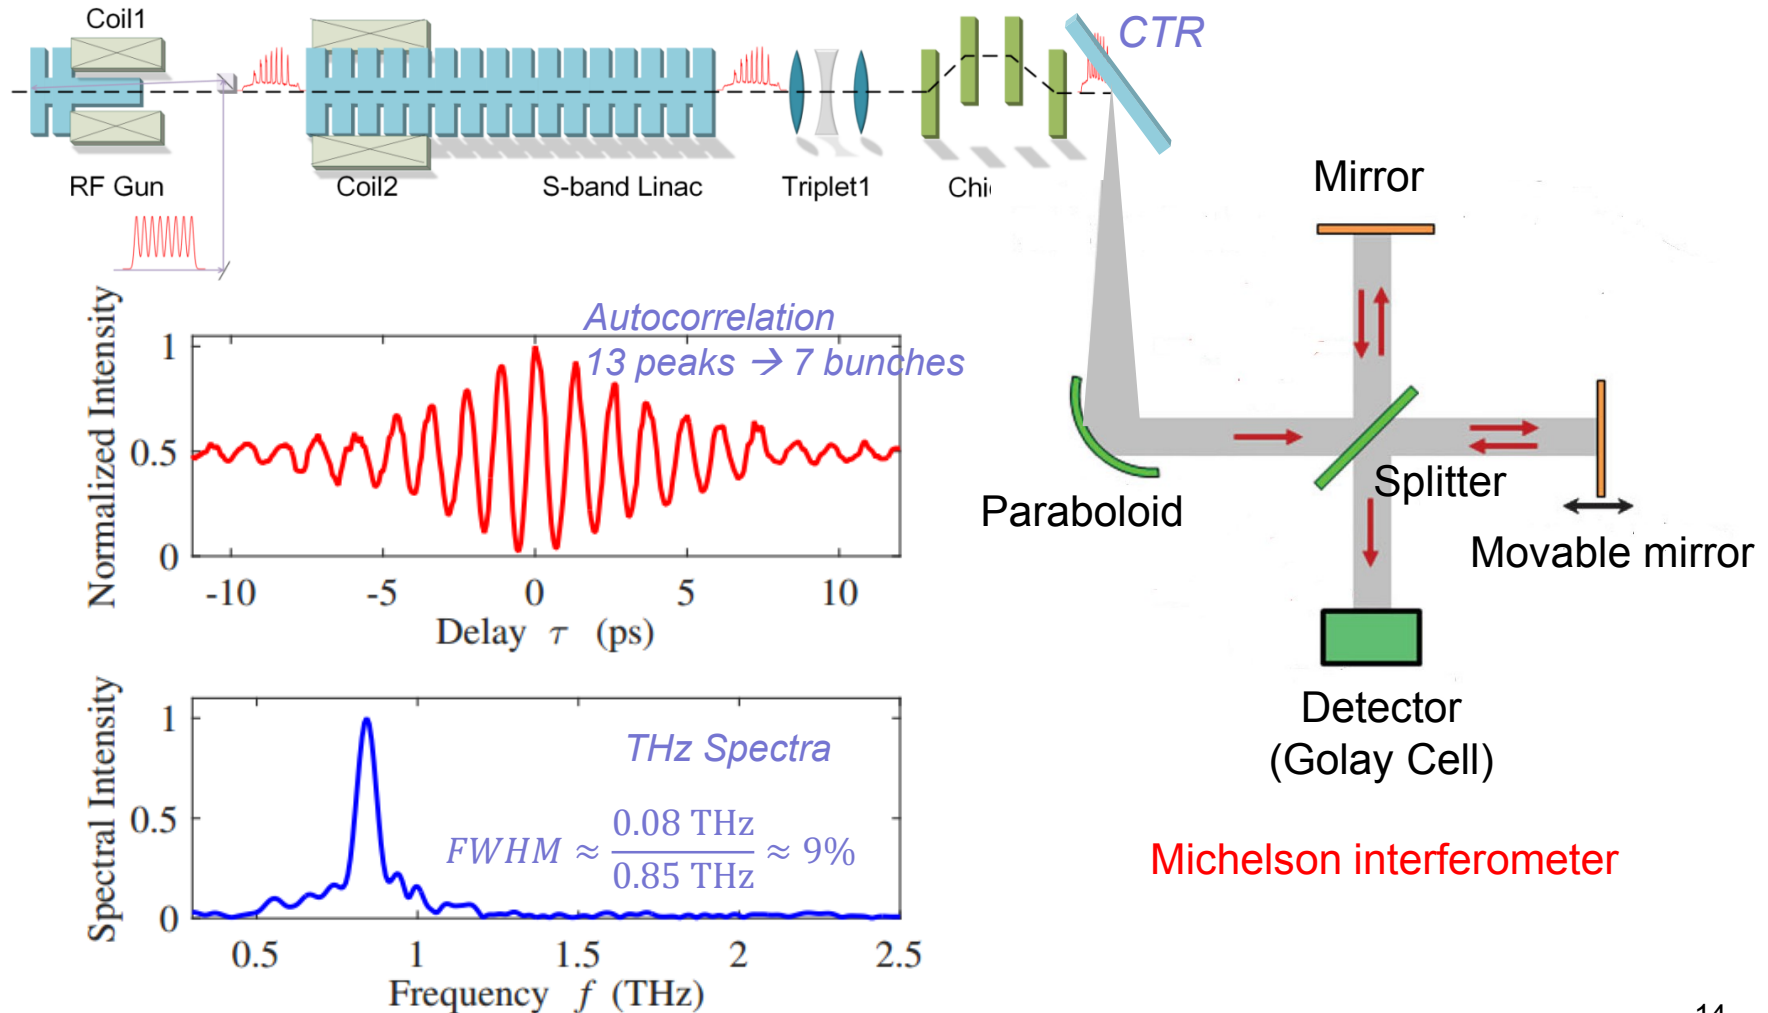 Coil1
CTR
RF Gun
Coil2
S-band Linac
Triplet1
Chi
Mirror
Autocorrelation
13 peaks → 7 bunches
Normalized Intensity
1
0.5
0
-10
-5
0
5
10
Delay τ (ps)
Paraboloid
Splitter
Movable mirror
Detector
(Golay Cell)
Michelson interferometer
THz Spectra
FWHM ≈ 0.08 THz / 0.85 THz ≈ 9%
Spectral Intensity
1
0.5
0
0.5
1
1.5
2
2.5
Frequency f (THz)